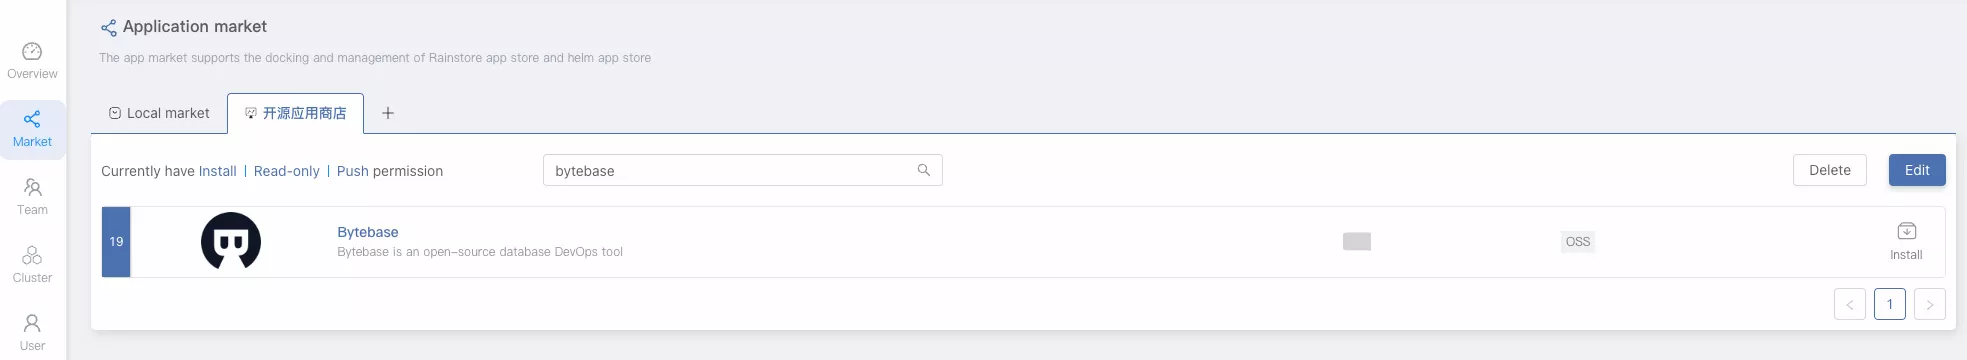 Application market
The app market supports the docking and management of Rainstore app store and helm app store
Overview
Local market
开源应用商店
Market
Currently have Install | Read-only | Push permission
bytebase
Delete
Edit
Team
19
Bytebase
Bytebase is an open-source database DevOps tool
OSS
Install
Cluster
< 1 >
User